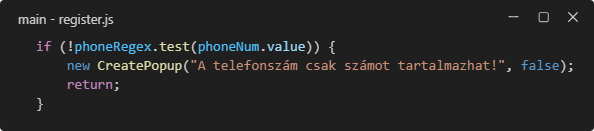 main - register.js
if (!phoneRegex.test(phoneNum.value)) {
new CreatePopup("A telefonszám csak számot tartalmazhat!", false);
return;
}